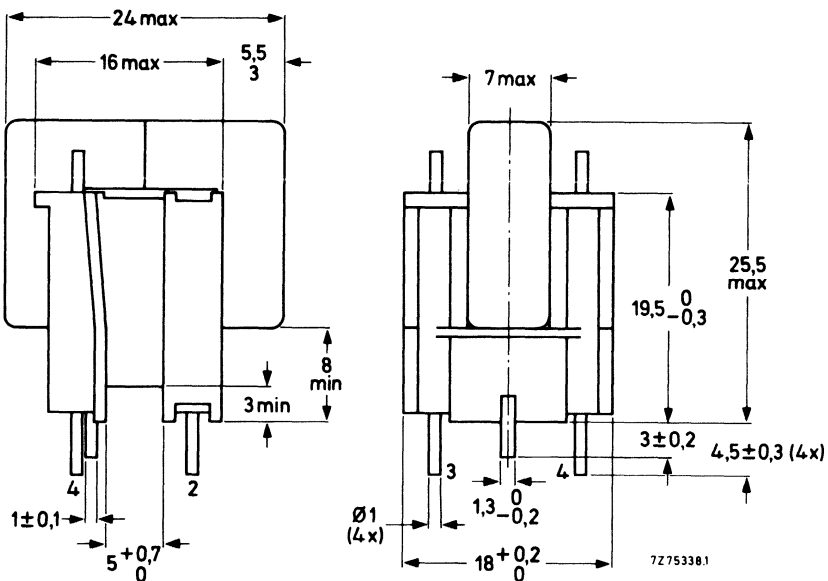 24 max
16 max
5,5
3
7 max
25,5
max
19,5 0
-0,3
8
min
3 min
3±0,2
4,5±0,3 (4x)
4
2
3
4
1±0,1
1,3 0
-0,2
Ø1
(4x)
5 +0,7
0
18 +0,2
0
7Z75338.1